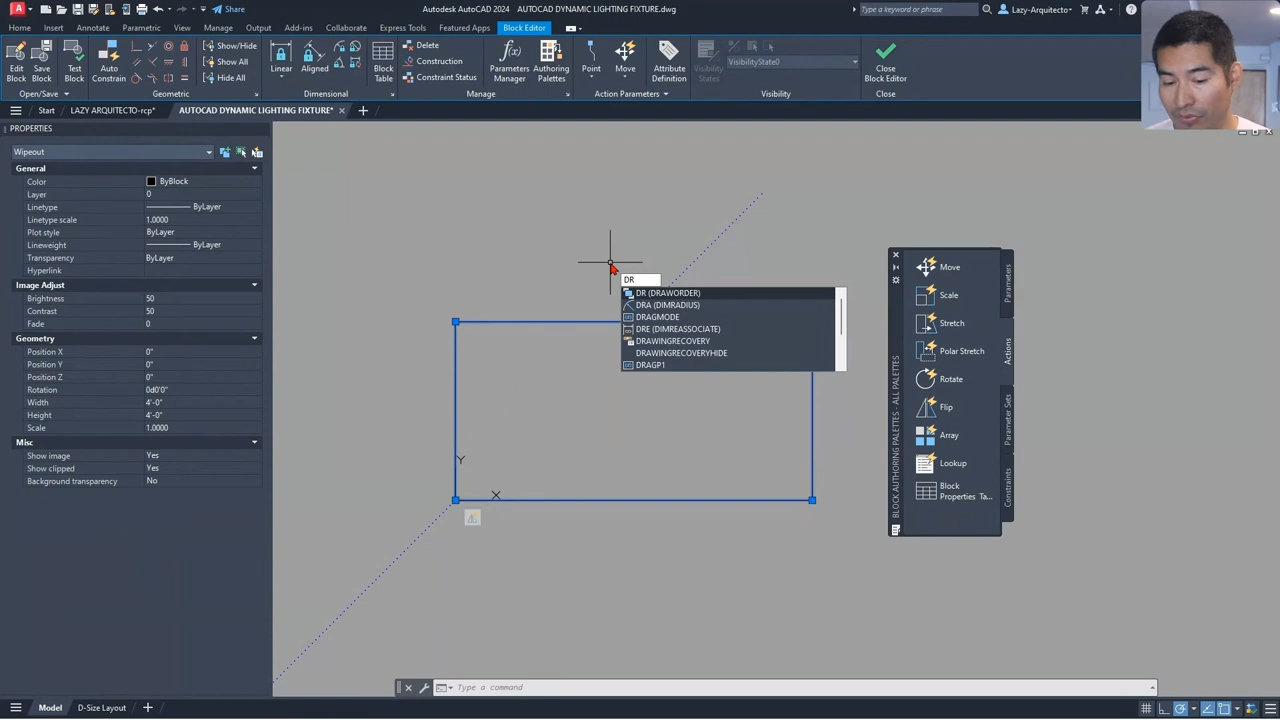 Share
Autodesk AutoCAD 2024 AUTOCAD DYNAMIC LIGHTING FIXTURE.dwg
Type a keyword or phrase
Lazy-Arquitecto
Home
Insert
Annotate
Parametric
View
Manage
Output
Add-ins
Collaborate
Express Tools
Featured Apps
Block Editor
Edit Block
Save Block
Test Block
Auto Constrain
Show/Hide
Show All
Hide All
Linear
Aligned
Block Table
Delete
Construction
Constraint Status
Parameters Manager
Authoring Palettes
Point
Move
Attribute Definition
Visibility States
VisibilityState0
Close Block Editor
Open/Save
Geometric
Dimensional
Manage
Action Parameters
Visibility
Close
Start
LAZY ARQUITECTO-rcp*
AUTOCAD DYNAMIC LIGHTING FIXTURE*
PROPERTIES
Wipeout
General
Color ByBlock
Layer 0
Linetype ByLayer
Linetype scale 1.0000
Plot style ByLayer
Lineweight ByLayer
Transparency ByLayer
Hyperlink
Image Adjust
Brightness 50
Contrast 50
Fade 0
Geometry
Position X 0"
Position Y 0"
Position Z 0"
Rotation 0d0'0"
Width 4'-0"
Height 4'-0"
Scale 1.0000
Misc
Show image Yes
Show clipped Yes
Background transparency No
DR
DR (DRAWORDER)
DRA (DIMRADIUS)
DRAGMODE
DRE (DIMREASSOCIATE)
DRAWINGRECOVERY
DRAWINGRECOVERYHIDE
DRAGP1
Y
X
Move
Scale
Stretch
Polar Stretch
Rotate
Flip
Array
Lookup
Block Properties Ta...
BLOCK AUTHORING PALETTES - ALL PALETTES
Parameters
Actions
Parameter Sets
Constraints
Type a command
Model
D-Size Layout